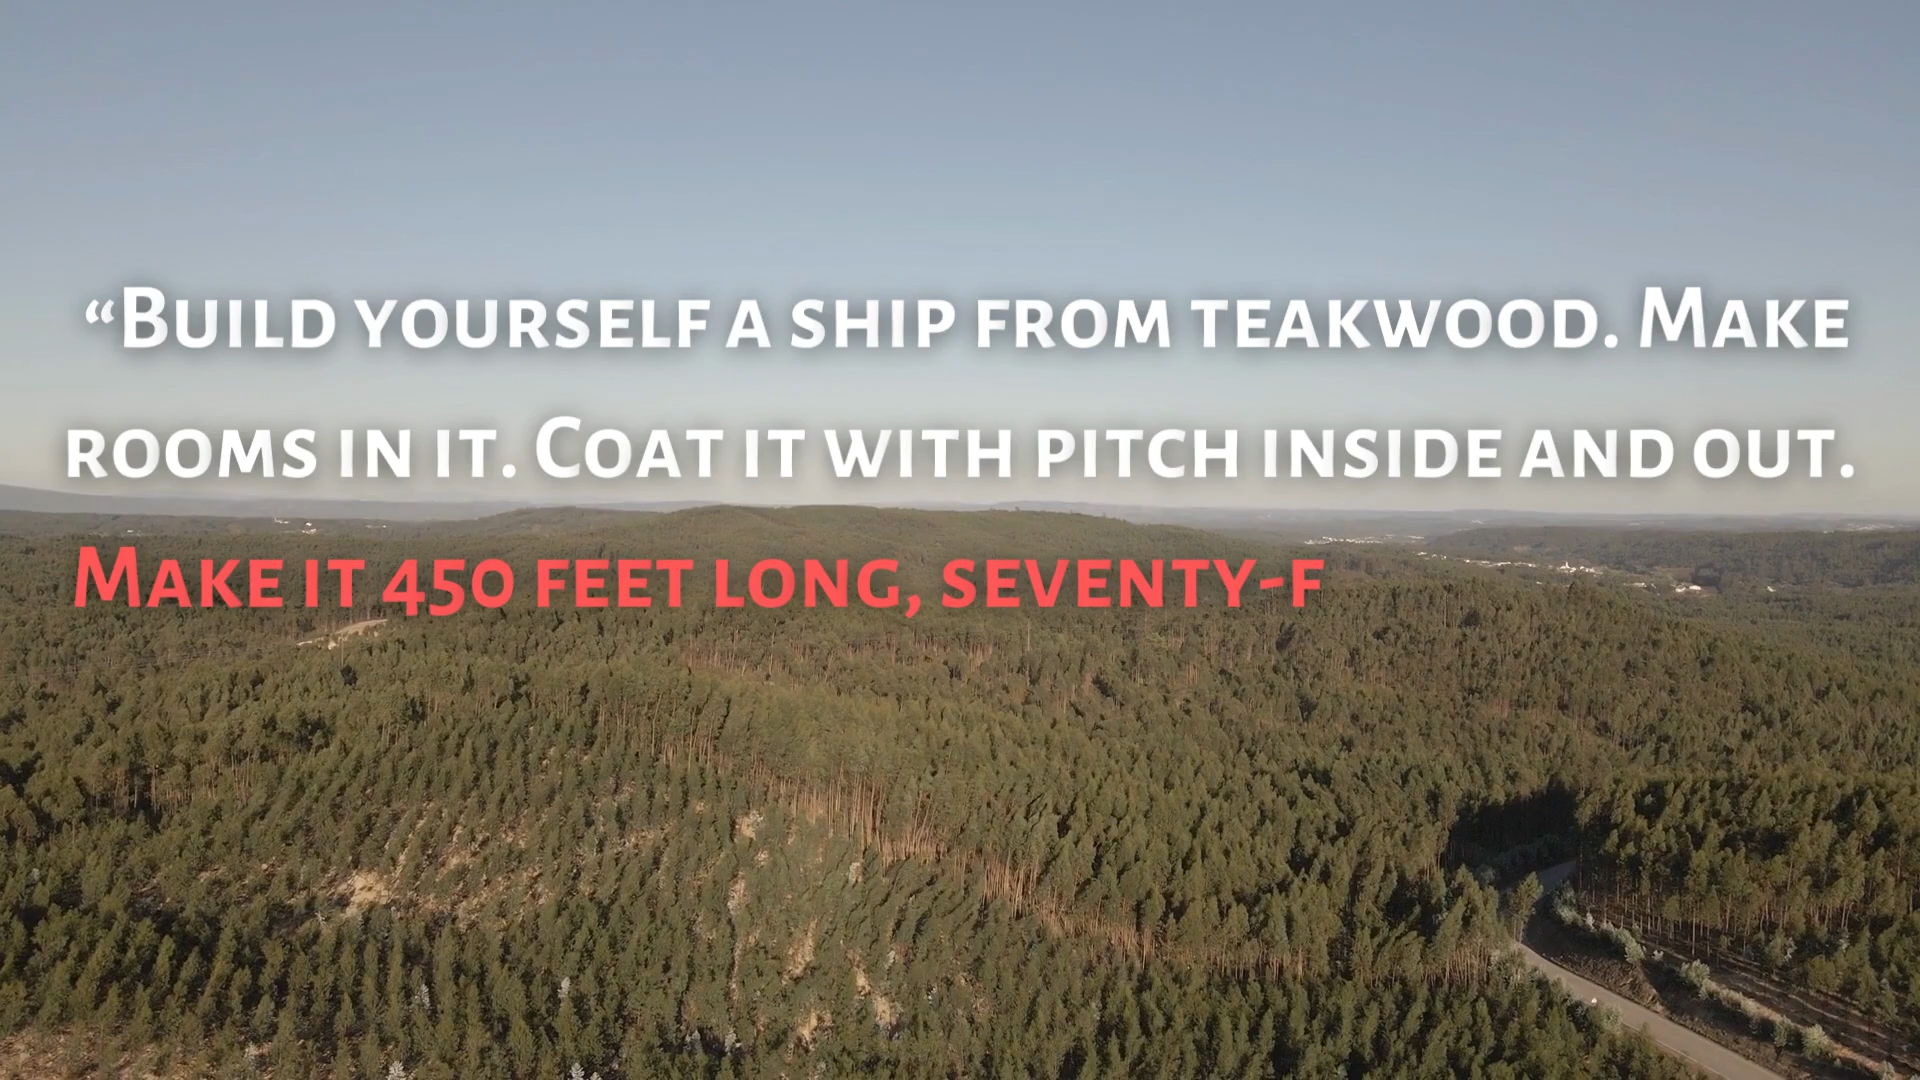 “Build yourself a ship from teakwood. Make
rooms in it. Coat it with pitch inside and out.
Make it 450 feet long, seventy-f